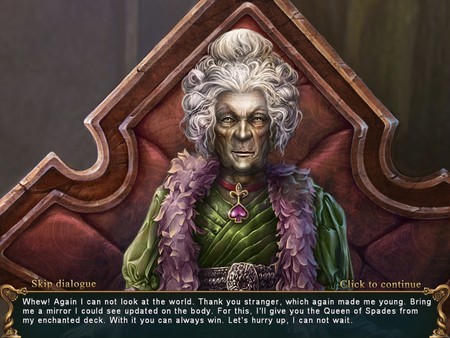 Skip dialogue
Click to continue
Whew! Again I can not look at the world. Thank you stranger, which again made me young. Bring
me a mirror I could see updated on the body. For this, I'll give you the Queen of Spades from
my enchanted deck. With it you can always win. Let's hurry up, I can not wait.